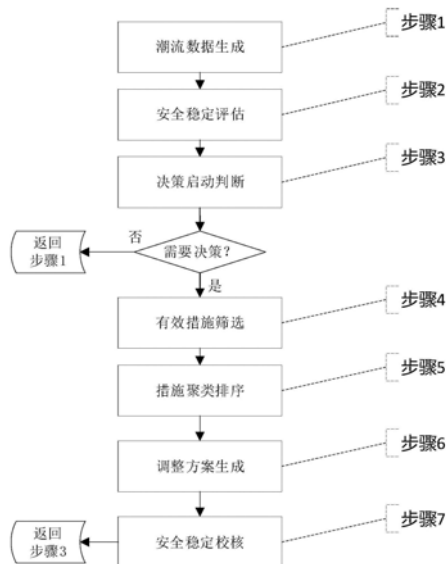 步骤1
潮流数据生成
步骤2
安全稳定评估
步骤3
决策启动判断
否
返回
步骤1
需要决策？
是
步骤4
有效措施筛选
步骤5
措施聚类排序
步骤6
调整方案生成
步骤7
返回
步骤3
安全稳定校核